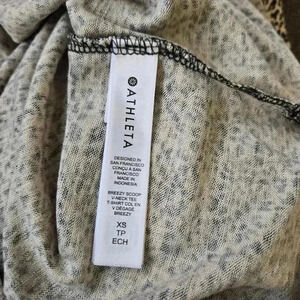 ATHLETA
DESIGNED IN
SAN FRANCISCO
CONÇU A SAN
FRANCISCO
MADE IN
INDONESIA
BREEZY SCOOP
V-NECK TEE
T-SHIRT COL EN
V DÉGAGÉ
BREEZY
XS
TP
ECH